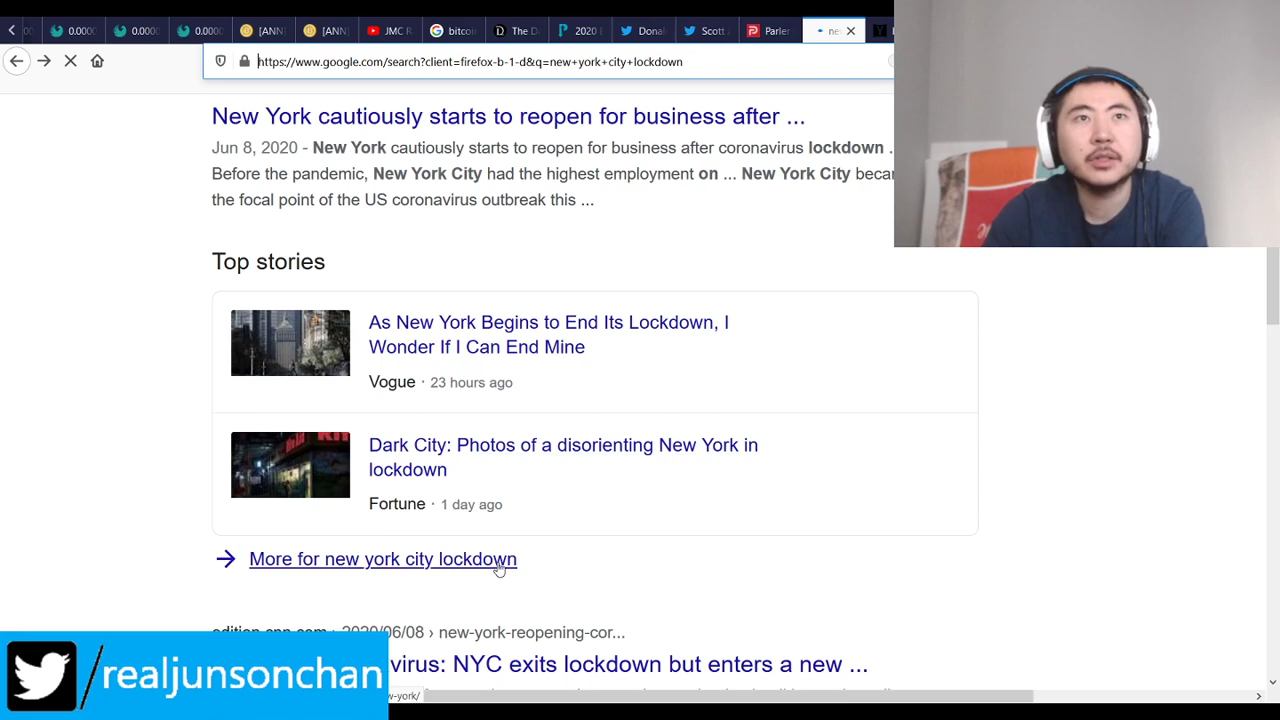 0.0000
0.0000
0.0000
[ANN]
[ANN]
JMC R
bitcoi
The D
2020 E
Donal
Scott
Parler
ne
https://www.google.com/search?client=firefox-b-1-d&q=new+york+city+lockdown
New York cautiously starts to reopen for business after ...
Jun 8, 2020 - New York cautiously starts to reopen for business after coronavirus lockdown .
Before the pandemic, New York City had the highest employment on ... New York City becar
the focal point of the US coronavirus outbreak this ...
Top stories
As New York Begins to End Its Lockdown, I
Wonder If I Can End Mine
Vogue · 23 hours ago
Dark City: Photos of a disorienting New York in
lockdown
Fortune · 1 day ago
More for new york city lockdown
edition.cnn.com › 2020/06/08 › new-york-reopening-cor...
virus: NYC exits lockdown but enters a new ...
w-york/
/realjunsonchan